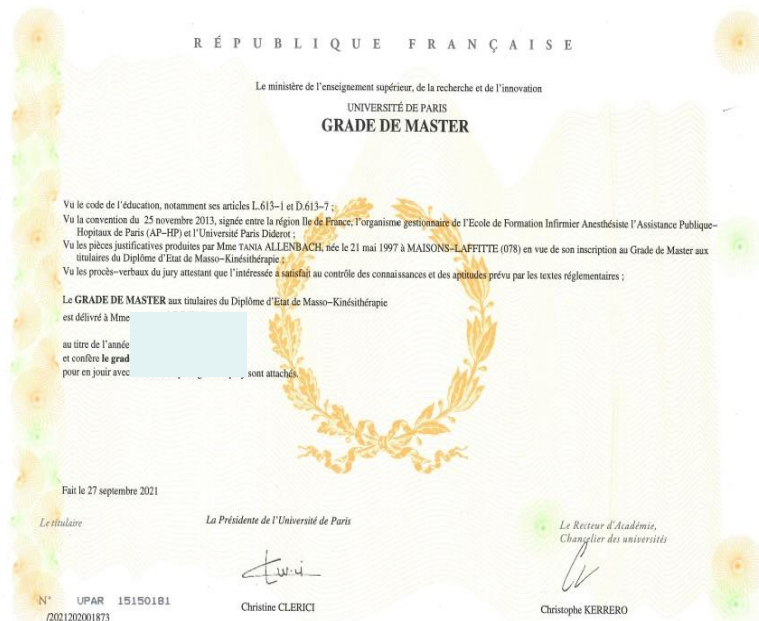 RÉPUBLIQUE FRANÇAISE
Le ministère de l'enseignement supérieur, de la recherche et de l'innovation
UNIVERSITÉ DE PARIS
GRADE DE MASTER
Vu le code de l'éducation, notamment ses articles L.613–1 et D.613–7 ;
Vu la convention du 25 novembre 2013, signée entre la région Ile de France, l'organisme gestionnaire de l'Ecole de Formation Infirmier Anesthésiste l'Assistance Publique–
Hopitaux de Paris (AP–HP) et l'Université Paris Diderot ;
Vu les pièces justificatives produites par Mme TANIA ALLENBACH, née le 21 mai 1997 à MAISONS–LAFFITTE (078) en vue de son inscription au Grade de Master aux
titulaires du Diplôme d'Etat de Masso–Kinésithérapie ;
Vu les procès–verbaux du jury attestant que l'intéressée a satisfait au contrôle des connaissances et des aptitudes prévu par les textes réglementaires ;
Le GRADE DE MASTER aux titulaires du Diplôme d'Etat de Masso–Kinésithérapie
est délivré à Mme
au titre de l'année
et confère le grad
pour en jouir avec sont attachés.
Fait le 27 septembre 2021
Le titulaire
La Présidente de l'Université de Paris
Le Recteur d'Académie,
Chancelier des universités
N° UPAR 15150181
/2021202001873
Christine CLERICI
Christophe KERRERO